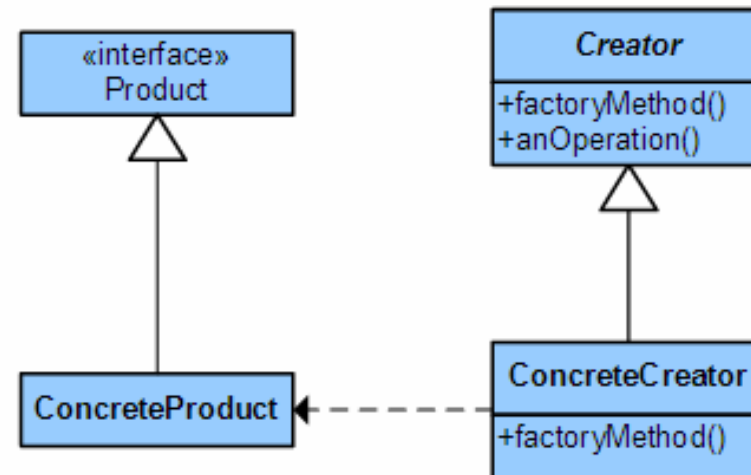 «interface»
Product
Creator
+factoryMethod()
+anOperation()
ConcreteProduct
ConcreteCreator
+factoryMethod()